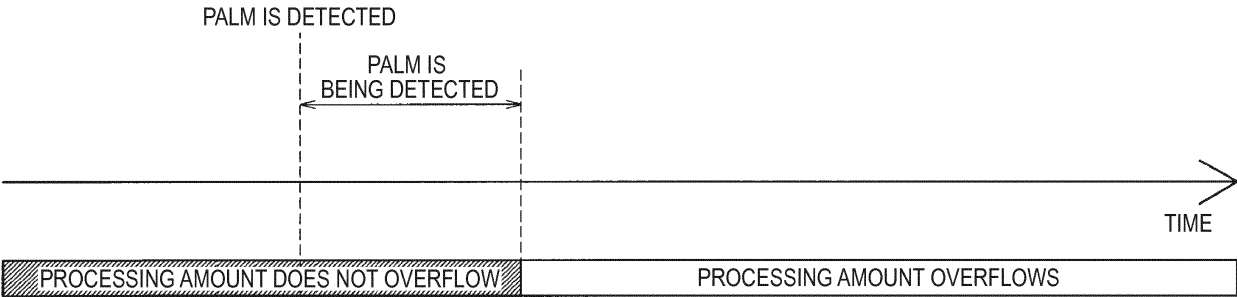 PALM IS DETECTED
PALM IS
BEING DETECTED
TIME
PROCESSING AMOUNT DOES NOT OVERFLOW
PROCESSING AMOUNT OVERFLOWS